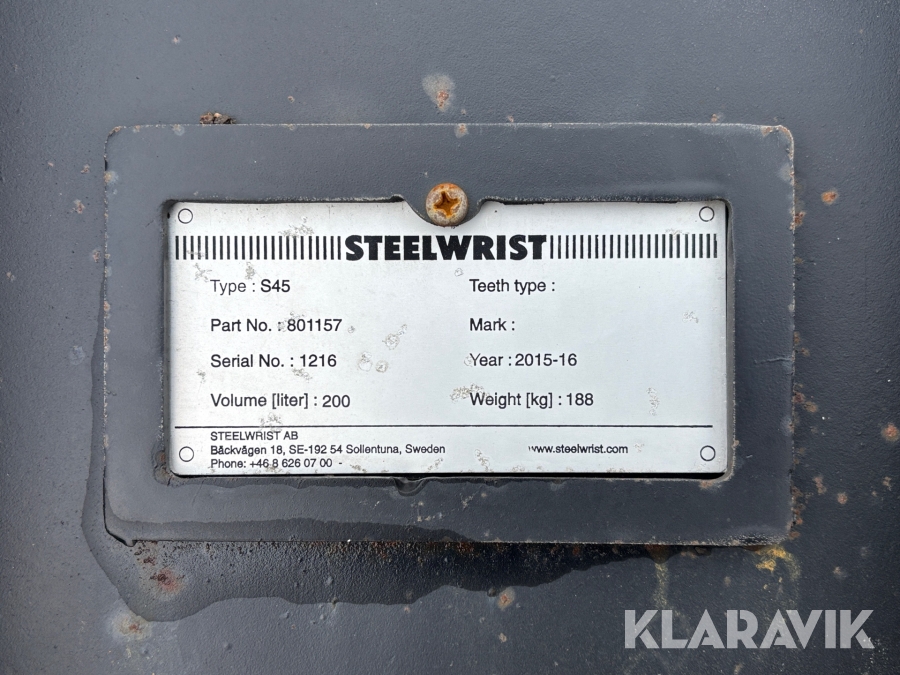 STEELWRIST
Type : S45
Teeth type :
Part No. : 801157
Mark :
Serial No. : 1216
Year : 2015-16
Volume [liter] : 200
Weight [kg] : 188
STEELWRIST AB
Bäckvägen 18, SE-192 54 Sollentuna, Sweden
www.steelwrist.com
Phone: +46 8 626 07 00 -
KLARAVIK